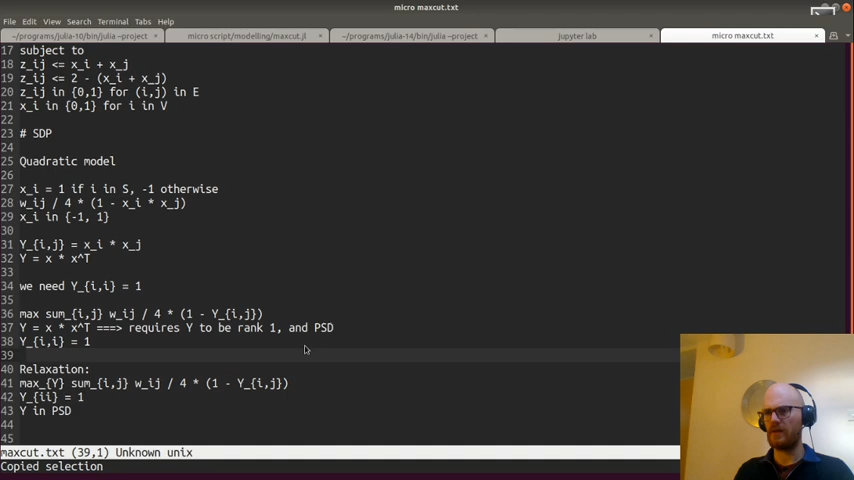 micro maxcut.txt
File Edit View Search Terminal Tabs Help
~/programs/julia-10/bin/julia --project × micro script/modelling/maxcut.jl × ~/programs/julia-14/bin/julia --project × jupyter lab × micro maxcut.txt ×
17 subject to
18 z_ij <= x_i + x_j
19 z_ij <= 2 - (x_i + x_j)
20 z_ij in {0,1} for (i,j) in E
21 x_i in {0,1} for i in V
22
23 # SDP
24
25 Quadratic model
26
27 x_i = 1 if i in S, -1 otherwise
28 w_ij / 4 * (1 - x_i * x_j)
29 x_i in {-1, 1}
30
31 Y_{i,j} = x_i * x_j
32 Y = x * x^T
33
34 we need Y_{i,i} = 1
35
36 max sum_{i,j} w_ij / 4 * (1 - Y_{i,j})
37 Y = x * x^T ===> requires Y to be rank 1, and PSD
38 Y_{i,i} = 1
39
40 Relaxation:
41 max_{Y} sum_{i,j} w_ij / 4 * (1 - Y_{i,j})
42 Y_{ii} = 1
43 Y in PSD
44
45
maxcut.txt (39,1) Unknown unix
Copied selection